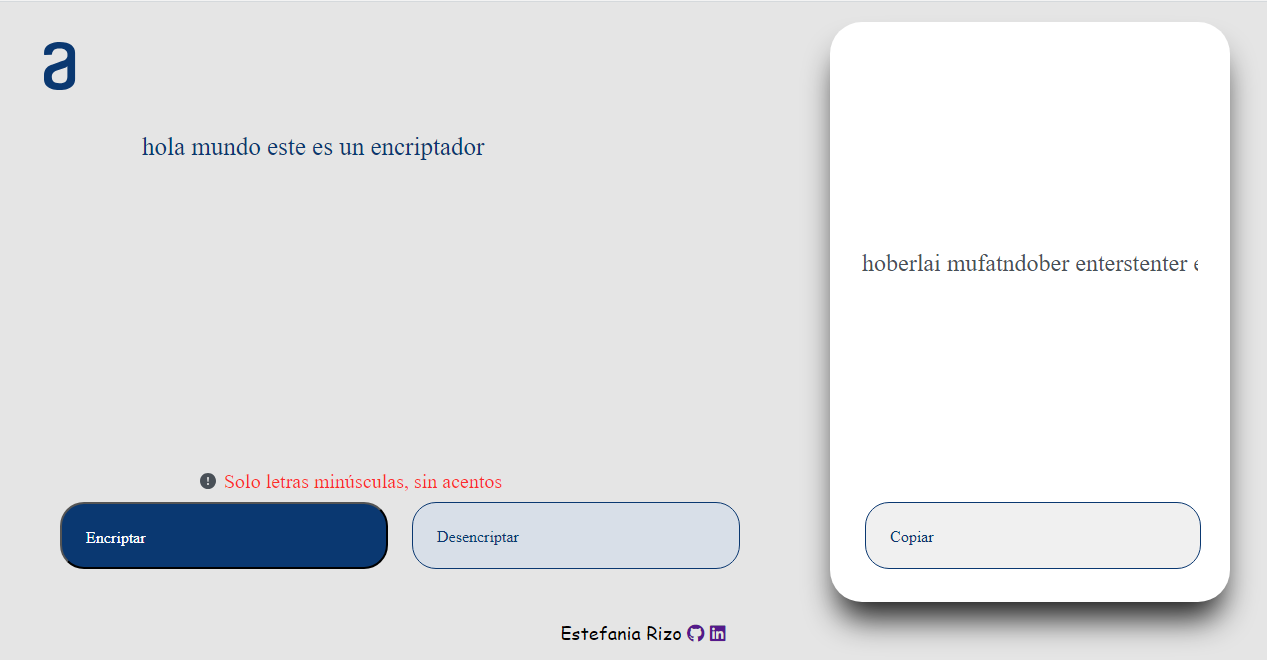 a
hola mundo este es un encriptador
hoberlai mufatndober enterstenter
Solo letras minúsculas, sin acentos
Encriptar
Desencriptar
Copiar
Estefania Rizo